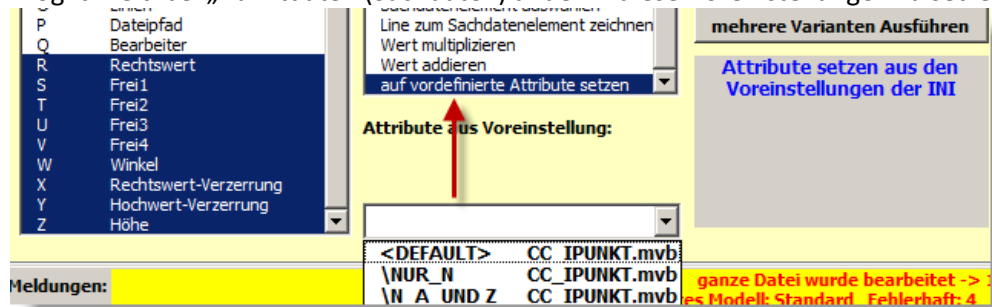 P Dateipfad
Q Bearbeiter
R Rechtswert
S Frei1
T Frei2
U Frei3
V Frei4
W Winkel
X Rechtswert-Verzerrung
Y Hochwert-Verzerrung
Z Höhe
Line zum Sachdatenelement zeichnen
Wert multiplizieren
Wert addieren
auf vordefinierte Attribute setzen
Attribute aus Voreinstellung:
<DEFAULT> CC_IPUNKT.mvb
\NUR_N CC_IPUNKT.mvb
\N_A_UND Z CC_IPUNKT.mvb
mehrere Varianten Ausführen
Attribute setzen aus den
Voreinstellungen der INI
Meldungen:
ganze Datei wurde bearbeitet ->
es Modell: Standard Fehlerhaft: 4